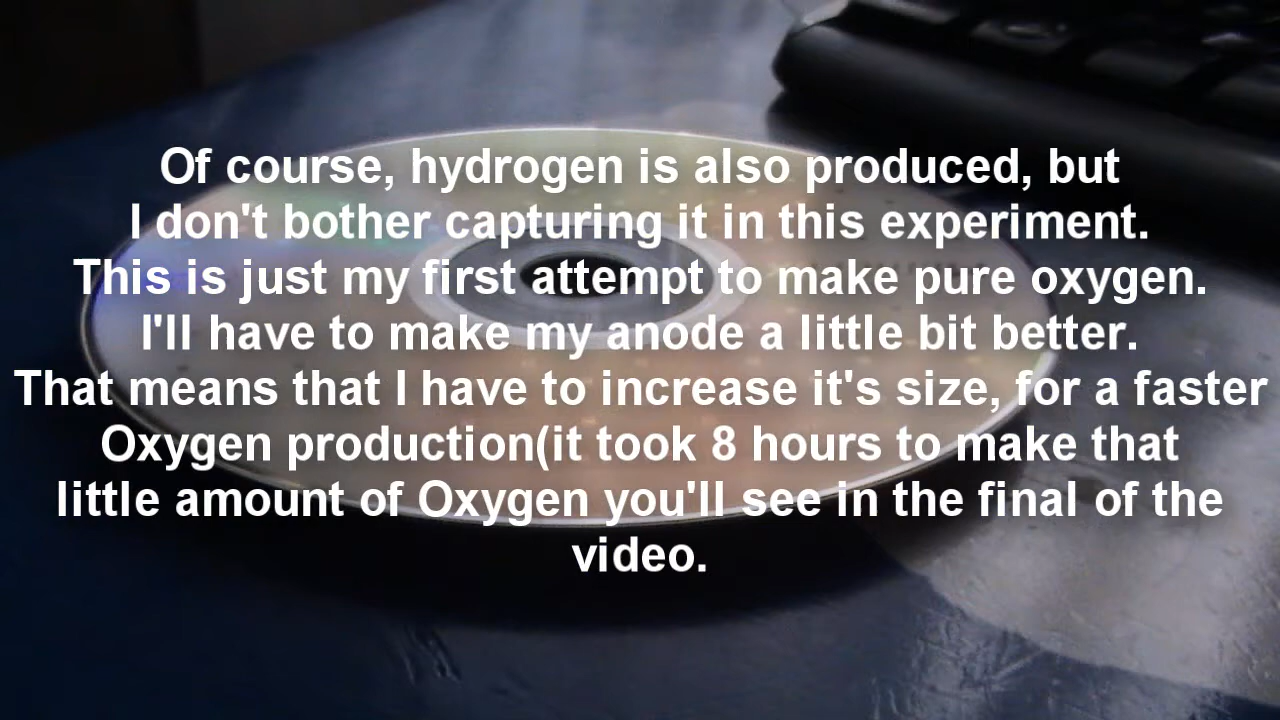 Of course, hydrogen is also produced, but
I don't bother capturing it in this experiment.
This is just my first attempt to make pure oxygen.
I'll have to make my anode a little bit better.
That means that I have to increase it's size, for a faster
Oxygen production(it took 8 hours to make that
little amount of Oxygen you'll see in the final of the
video.